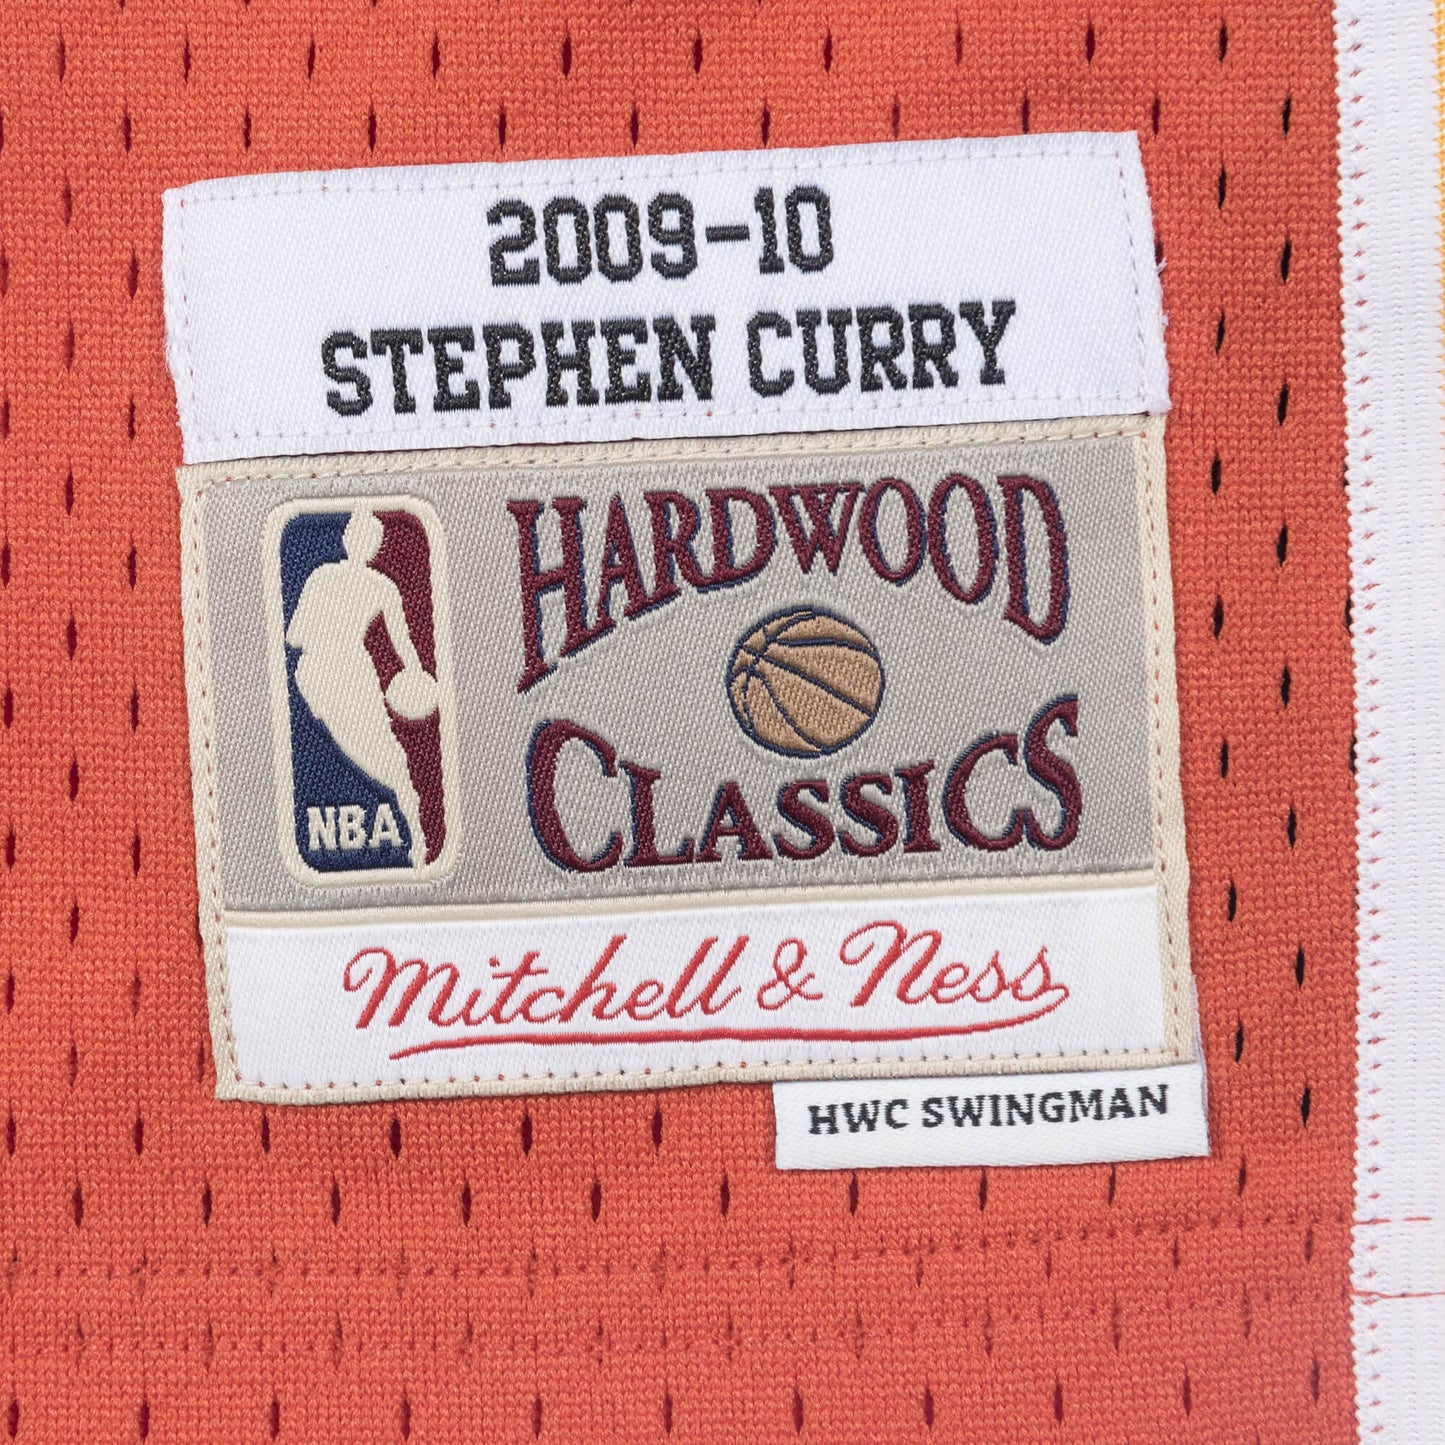 2009-10
STEPHEN CURRY
HARDWOOD
CLASSICS
NBA
Mitchell & Ness
HWC SWINGMAN